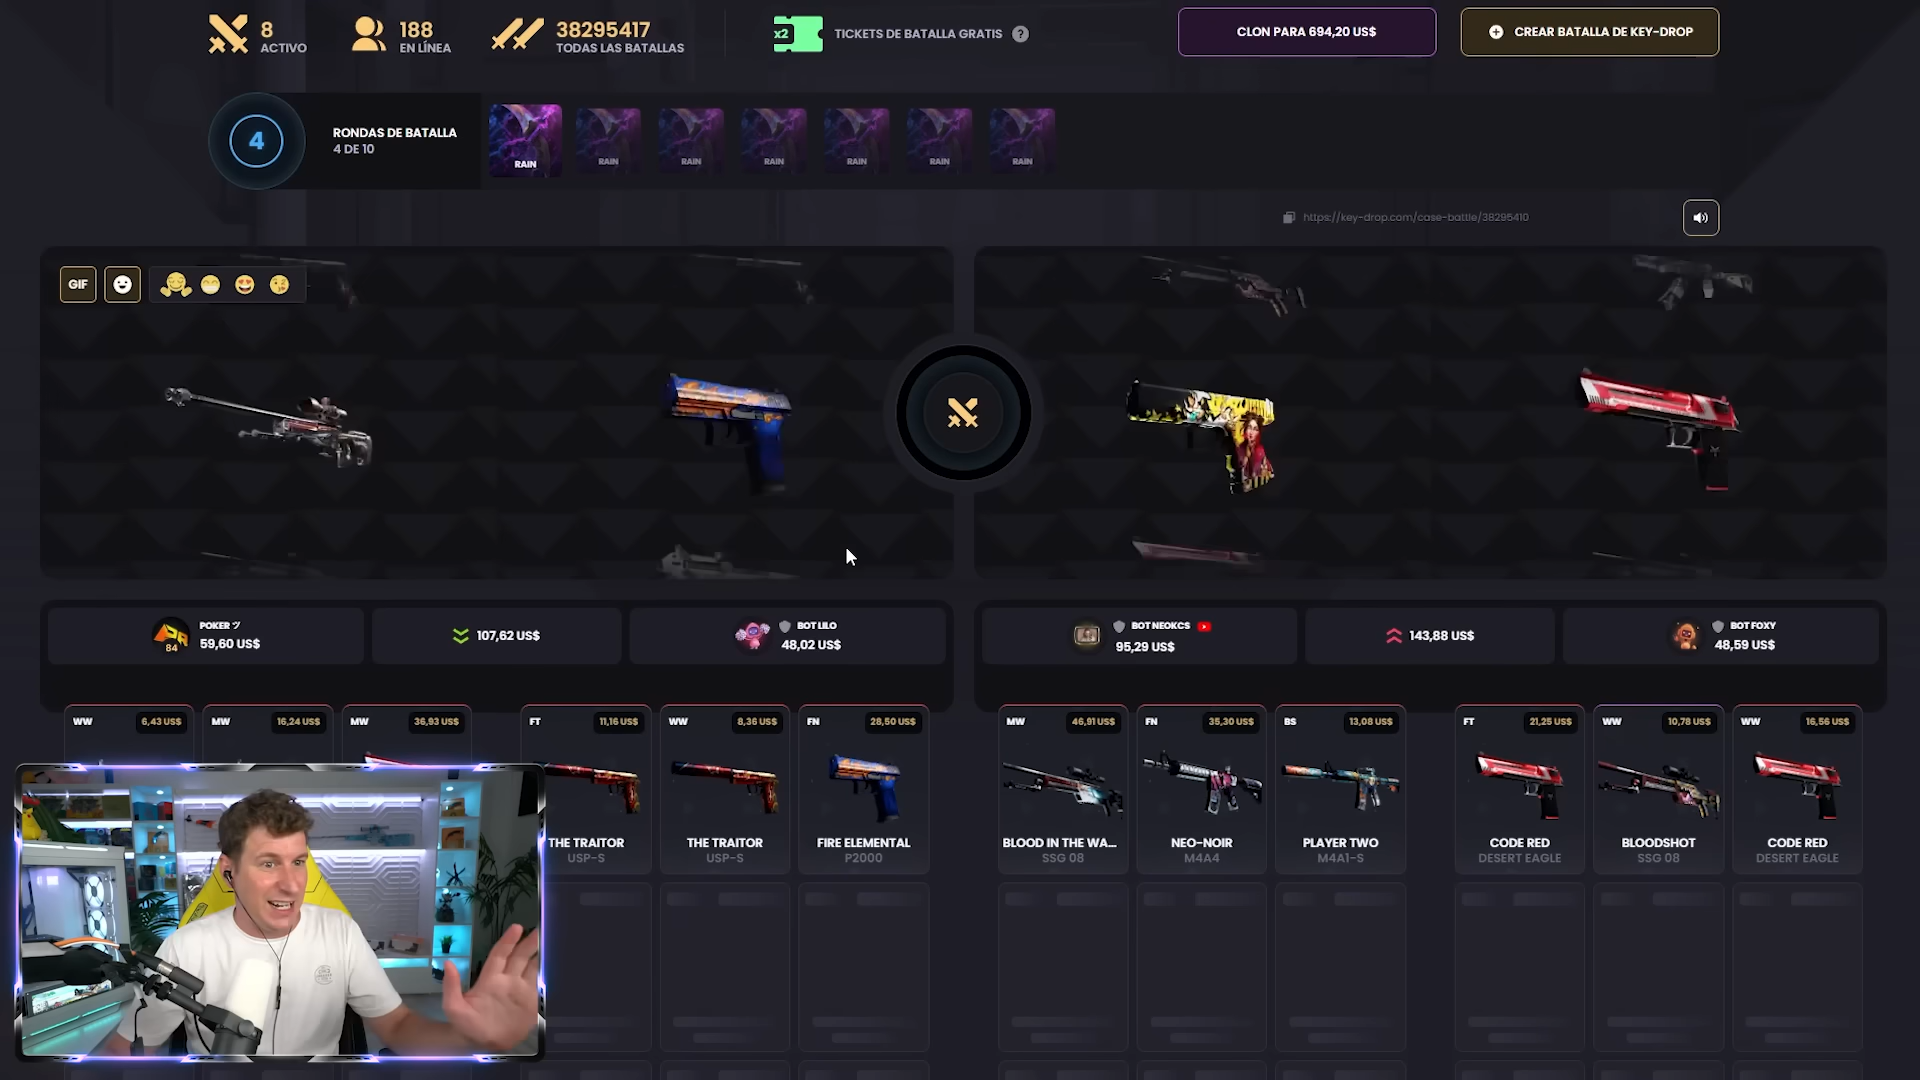 8
ACTIVO
188
EN LÍNEA
38295417
TODAS LAS BATALLAS
x2
TICKETS DE BATALLA GRATIS
?
CLON PARA 694,20 US$
CREAR BATALLA DE KEY-DROP
4
RONDAS DE BATALLA
4 DE 10
RAIN
RAIN
RAIN
RAIN
RAIN
RAIN
RAIN
https://key-drop.com/case-battle/38295410
GIF
84
POKERツ
59,60 US$
107,62 US$
BOT LILO
48,02 US$
BOT NEOKCS
95,29 US$
143,88 US$
BOT FOXY
48,59 US$
WW 6,43 US$
MW 16,24 US$
MW 36,93 US$
FT 11,16 US$
THE TRAITOR
USP-S
WW 8,36 US$
THE TRAITOR
USP-S
FN 28,50 US$
FIRE ELEMENTAL
P2000
MW 46,91 US$
BLOOD IN THE WA...
SSG 08
FN 35,30 US$
NEO-NOIR
M4A4
BS 13,08 US$
PLAYER TWO
M4A1-S
FT 21,25 US$
CODE RED
DESERT EAGLE
WW 10,78 US$
BLOODSHOT
SSG 08
WW 16,56 US$
CODE RED
DESERT EAGLE